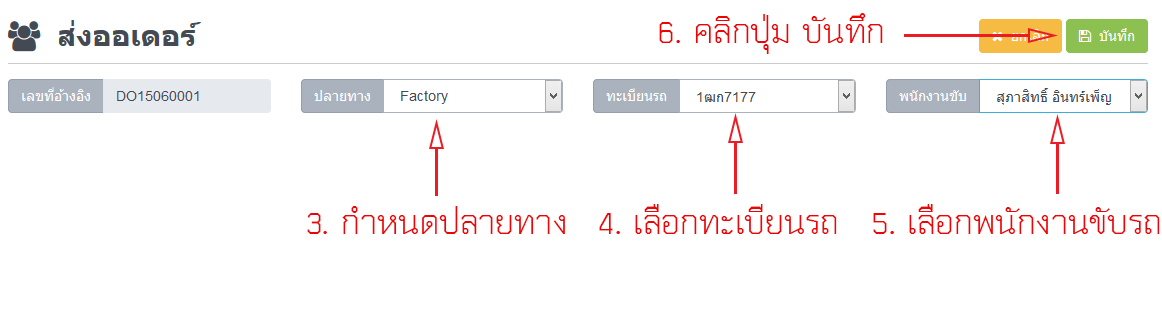 ส่งออเดอร์
6. คลิกปุ่ม บันทึก
บันทึก
เลขที่อ้างอิง DO15060001
ปลายทาง Factory
ทะเบียนรถ 1ฒก7177
พนักงานขับ สุภาสิทธิ์ อินทร์เพ็ญ
3. กำหนดปลายทาง
4. เลือกทะเบียนรถ
5. เลือกพนักงานขับรถ